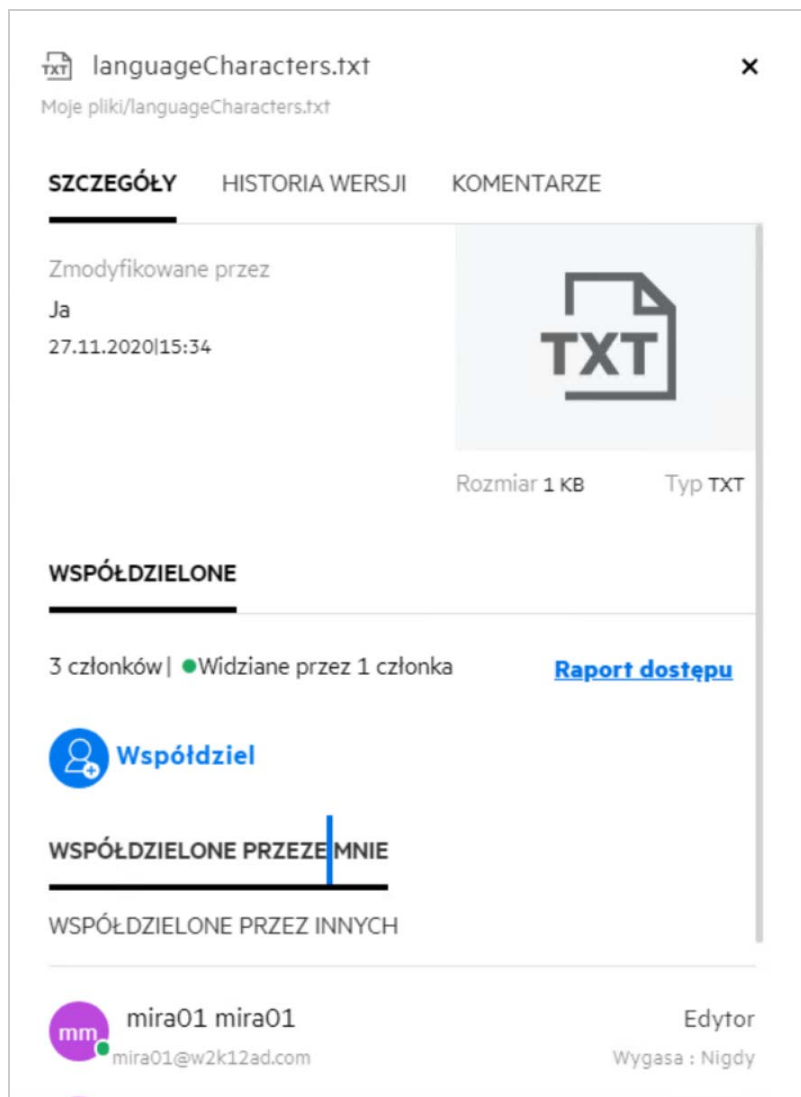 TXT languageCharacters.txt ×
Moje pliki/languageCharacters.txt
SZCZEGÓŁY HISTORIA WERSJI KOMENTARZE
Zmodyfikowane przez
Ja
27.11.2020|15:34
TXT
Rozmiar 1 KB Typ TXT
WSPÓŁDZIELONE
3 członków| Widziane przez 1 członka Raport dostępu
Współdziel
WSPÓŁDZIELONE PRZEZE MNIE
WSPÓŁDZIELONE PRZEZ INNYCH
mm mira01 mira01 Edytor
mira01@w2k12ad.com Wygasa : Nigdy